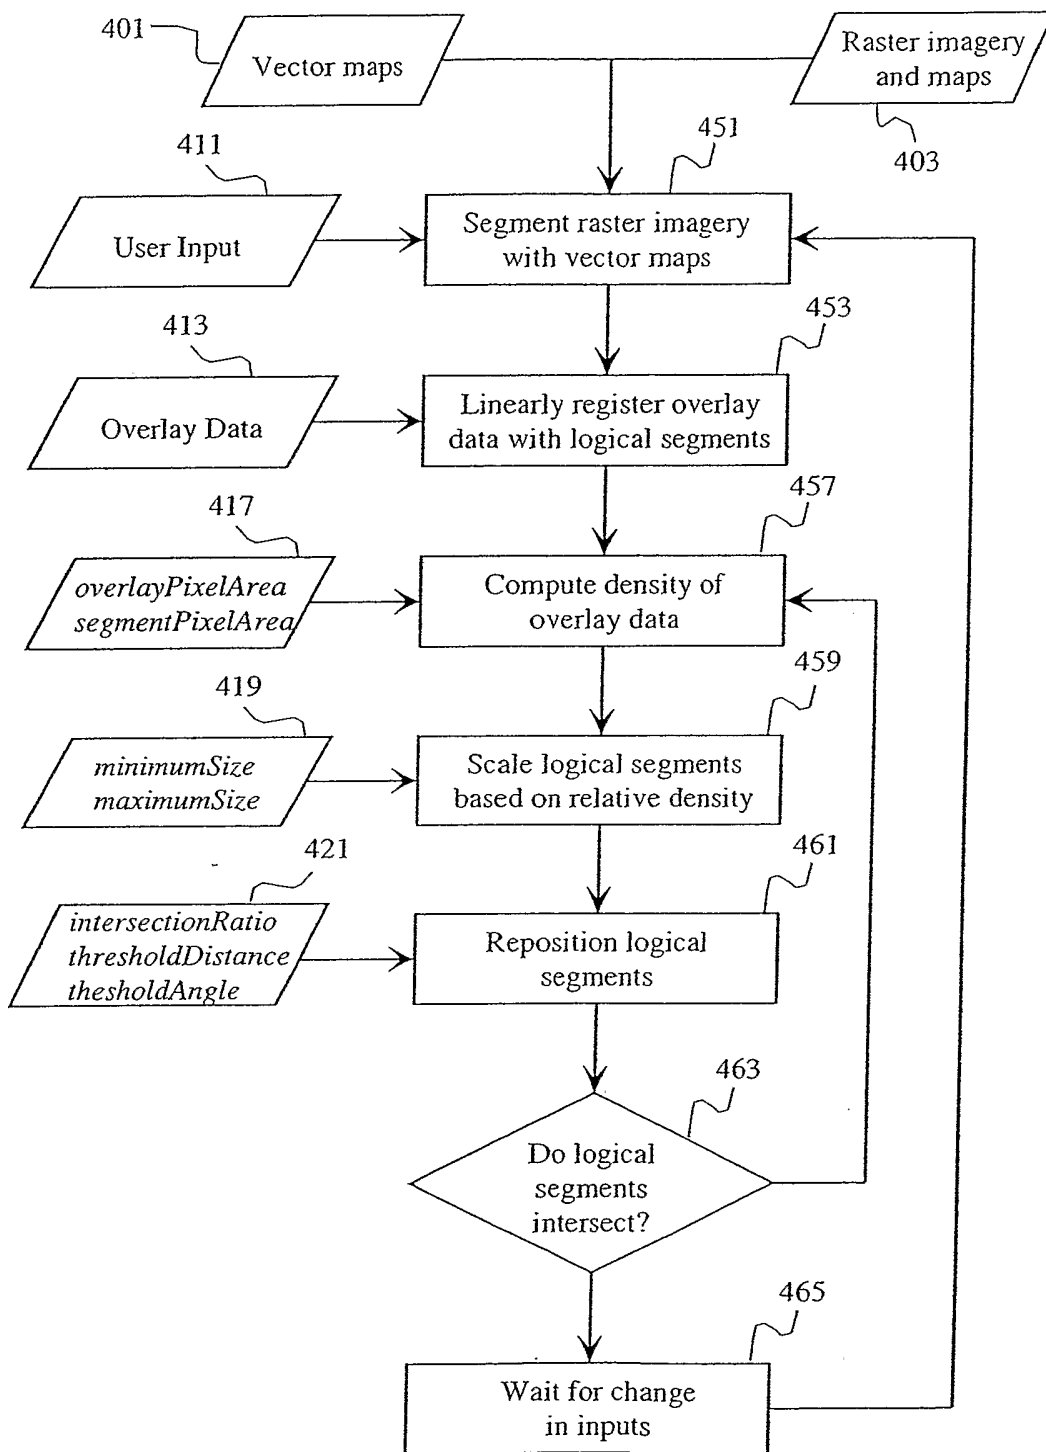 401
Vector maps
Raster imagery
and maps
403
411
451
User Input
Segment raster imagery
with vector maps
413
453
Overlay Data
Linearly register overlay
data with logical segments
417
457
overlayPixelArea
segmentPixelArea
Compute density of
overlay data
419
459
minimumSize
maximumSize
Scale logical segments
based on relative density
421
461
intersectionRatio
thresholdDistance
thesholdAngle
Reposition logical
segments
463
Do logical
segments
intersect?
465
Wait for change
in inputs